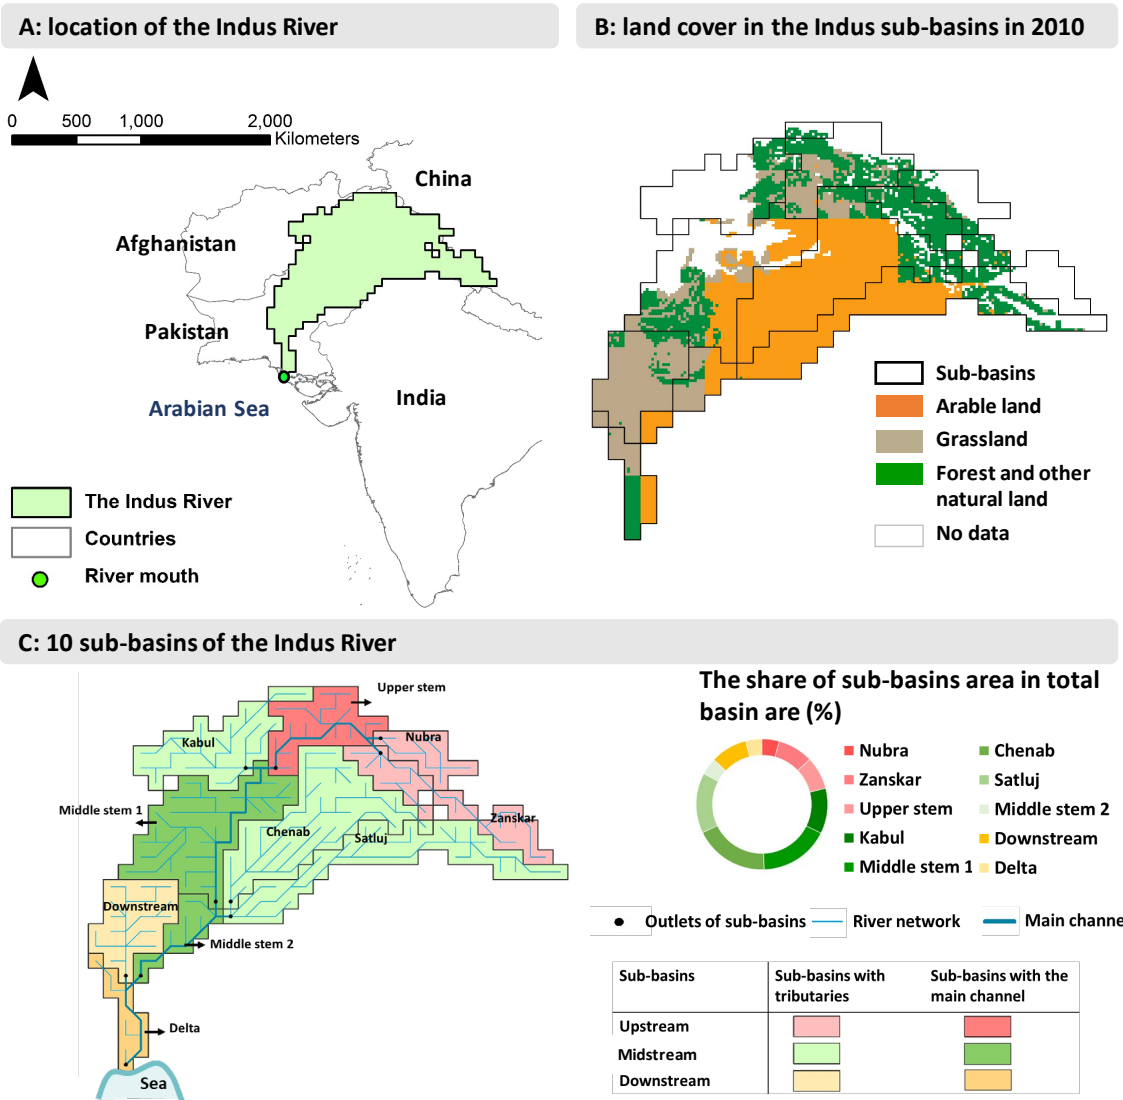 A: location of the Indus River
B: land cover in the Indus sub-basins in 2010
0 500 1,000 2,000
Kilometers
China
Afghanistan
Pakistan
Arabian Sea
India
The Indus River
Countries
River mouth
Sub-basins
Arable land
Grassland
Forest and other
natural land
No data
C: 10 sub-basins of the Indus River
Upper stem
Kabul
Nubra
Middle stem 1
Zanskar
Chenab
Satluj
Downstream
Middle stem 2
Delta
Sea
The share of sub-basins area in total
basin are (%)
Nubra
Chenab
Zanskar
Satluj
Upper stem
Middle stem 2
Kabul
Downstream
Middle stem 1
Delta
Outlets of sub-basins
River network
Main channe
Sub-basins
Sub-basins with
tributaries
Sub-basins with the
main channel
Upstream
Midstream
Downstream